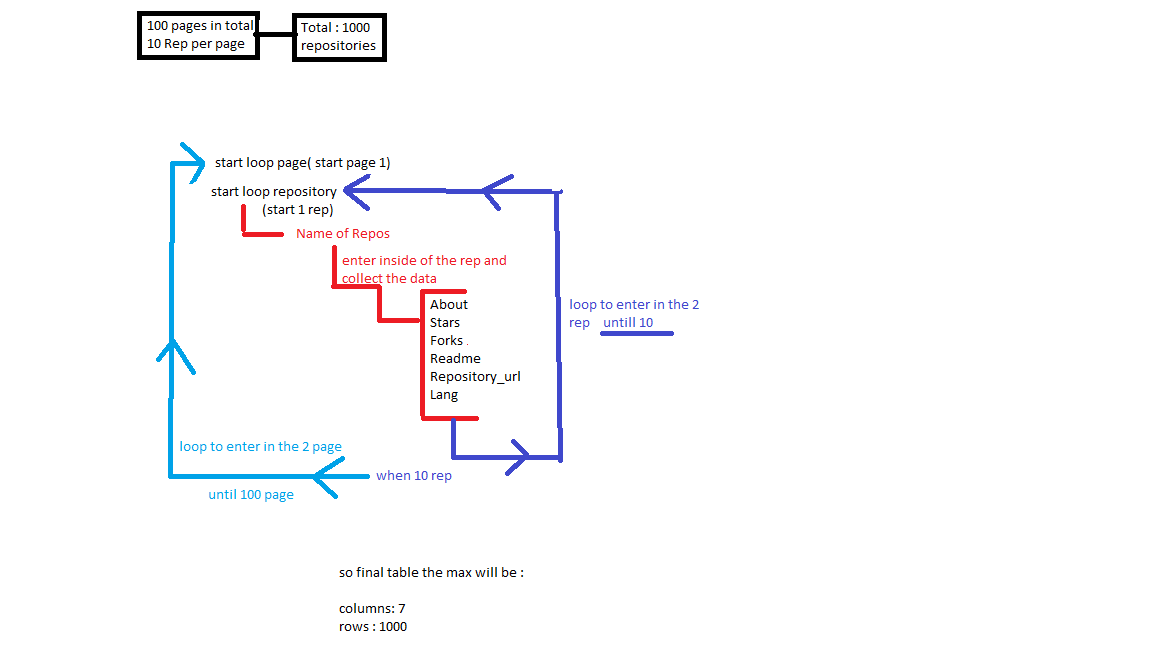 100 pages in total
10 Rep per page
Total : 1000
repositories
start loop page( start page 1)
start loop repository
(start 1 rep)
Name of Repos
enter inside of the rep and
collect the data
About
Stars
Forks
Readme
Repository_url
Lang
loop to enter in the 2
rep untill 10
loop to enter in the 2 page
when 10 rep
until 100 page
so final table the max will be :
columns: 7
rows : 1000